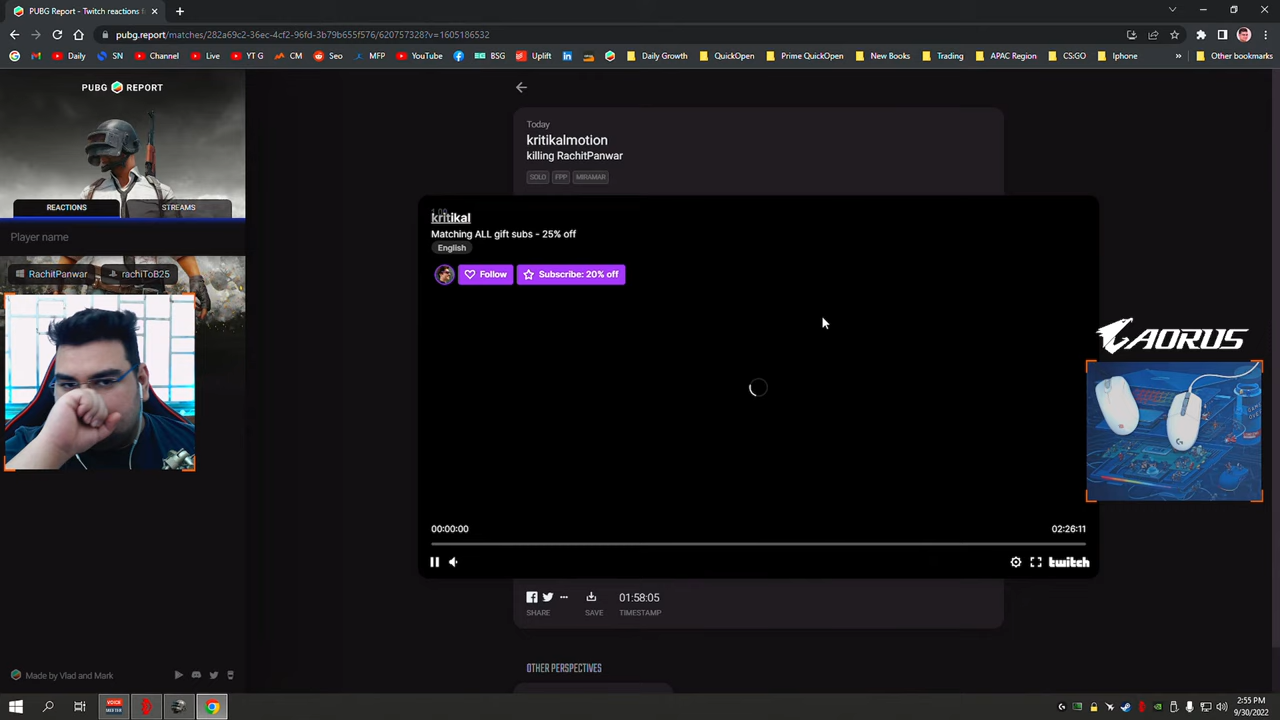 PUBG Report - Twitch reactions f
pubg.report/matches/282a69c2-36ec-4cf2-96fd-3b79b655f576/620757328?v=1605186532
Daily
SN
Channel
Live
YT G
CM
Seo
MFP
YouTube
BSG
Uplift
Daily Growth
QuickOpen
Prime QuickOpen
New Books
Trading
APAC Region
CS:GO
Iphone
Other bookmarks
PUBG REPORT
REACTIONS
STREAMS
Player name
RachitPanwar
rachiToB25
Today
kritikalmotion
killing RachitPanwar
SOLO
FPP
MIRAMAR
kritikal
Matching ALL gift subs - 25% off
English
Follow
Subscribe: 20% off
AORUS
00:00:00
02:26:11
twitch
01:58:05
SHARE
SAVE
TIMESTAMP
OTHER PERSPECTIVES
Made by Vlad and Mark
2:55 PM
9/30/2022